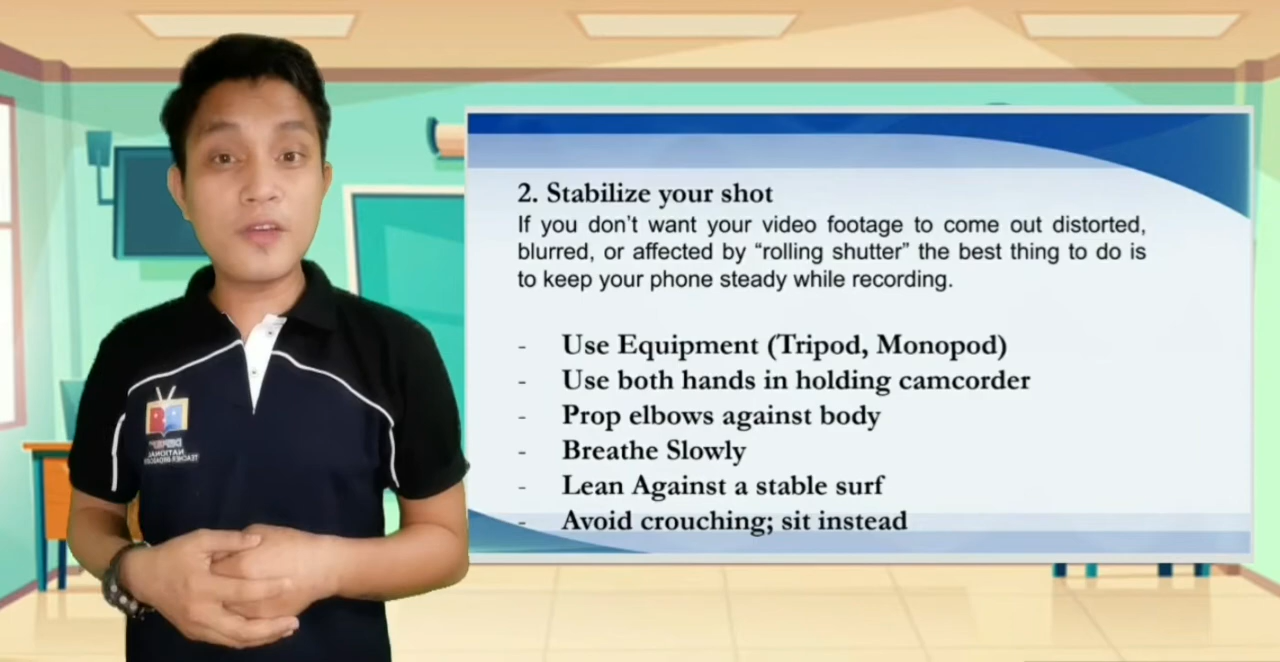 2. Stabilize your shot
If you don’t want your video footage to come out distorted,
blurred, or affected by “rolling shutter” the best thing to do is
to keep your phone steady while recording.
- Use Equipment (Tripod, Monopod)
- Use both hands in holding camcorder
- Prop elbows against body
- Breathe Slowly
- Lean Against a stable surf
- Avoid crouching; sit instead
NATIONAL